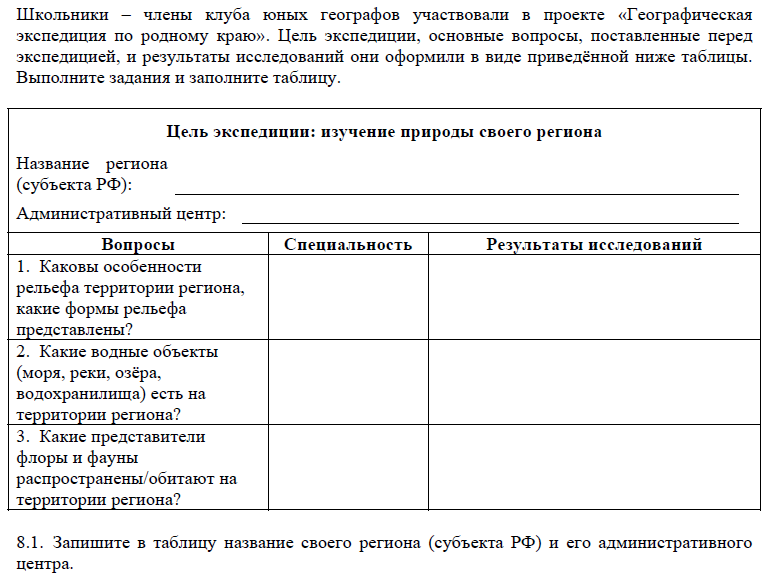 Школьники – члены клуба юных географов участвовали в проекте «Географическая
экспедиция по родному краю». Цель экспедиции, основные вопросы, поставленные перед
экспедицией, и результаты исследований они оформили в виде приведённой ниже таблицы.
Выполните задания и заполните таблицу.
Цель экспедиции: изучение природы своего региона
Название региона
(субъекта РФ):
Административный центр:
Вопросы Специальность Результаты исследований
1. Каковы особенности
рельефа территории региона,
какие формы рельефа
представлены?
2. Какие водные объекты
(моря, реки, озёра,
водохранилища) есть на
территории региона?
3. Какие представители
флоры и фауны
распространены/обитают на
территории региона?
8.1. Запишите в таблицу название своего региона (субъекта РФ) и его административного
центра.